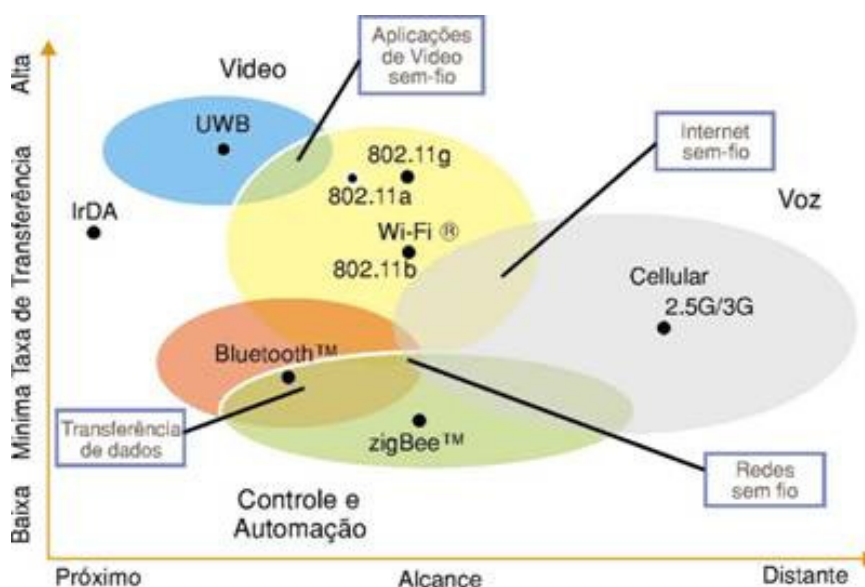 Aplicações
de Video
sem-fio
Video
Internet
sem-fio
UWB
802.11g
802.11a
IrDA
Voz
Wi-Fi ®
802.11b
Cellular
2.5G/3G
Bluetooth™
Transferência
de dados
zigBee™
Redes
sem fio
Controle e
Automação
Baixa Minima Taxa de Transferência Alta
Próximo Alcance Distante